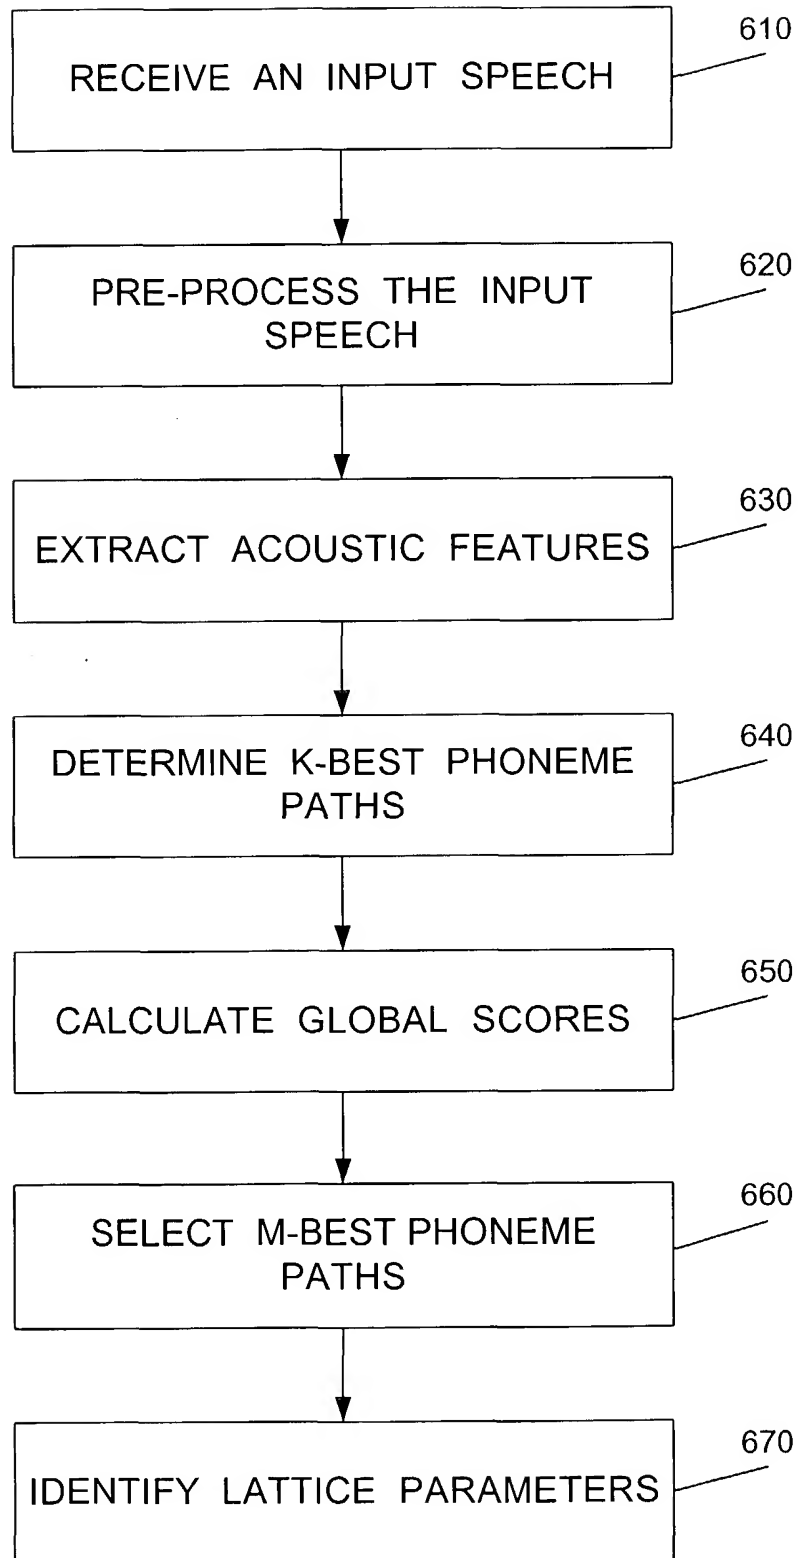 610
RECEIVE AN INPUT SPEECH
620
PRE-PROCESS THE INPUT
SPEECH
630
EXTRACT ACOUSTIC FEATURES
640
DETERMINE K-BEST PHONEME
PATHS
650
CALCULATE GLOBAL SCORES
660
SELECT M-BEST PHONEME
PATHS
670
IDENTIFY LATTICE PARAMETERS